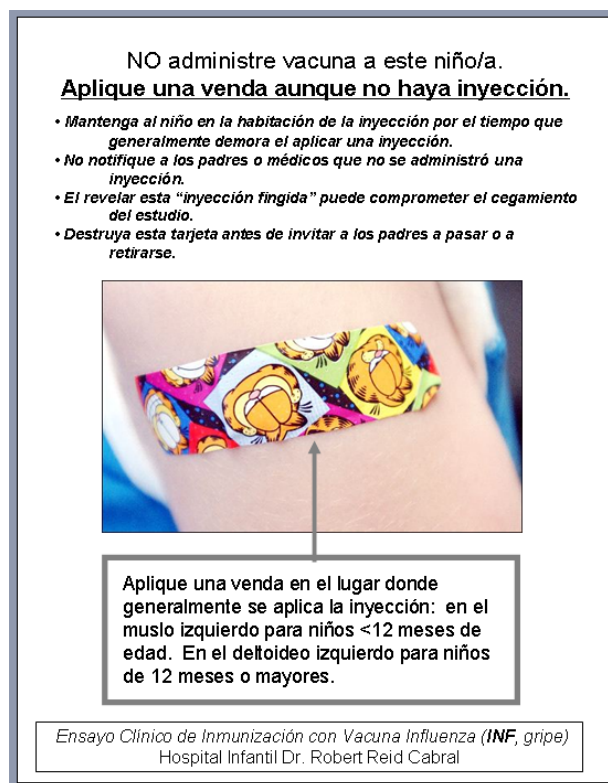 NO administre vacuna a este niño/a.
Aplique una venda aunque no haya inyección.
• Mantenga al niño en la habitación de la inyección por el tiempo que
generalmente demora el aplicar una inyección.
• No notifique a los padres o médicos que no se administró una
inyección.
• El revelar esta “inyección fingida” puede comprometer el cegamiento
del estudio.
• Destruya esta tarjeta antes de invitar a los padres a pasar o a
retirarse.
Aplique una venda en el lugar donde
generalmente se aplica la inyección: en el
muslo izquierdo para niños <12 meses de
edad. En el deltoideo izquierdo para niños
de 12 meses o mayores.
Ensayo Clínico de Inmunización con Vacuna Influenza (INF, gripe)
Hospital Infantil Dr. Robert Reid Cabral